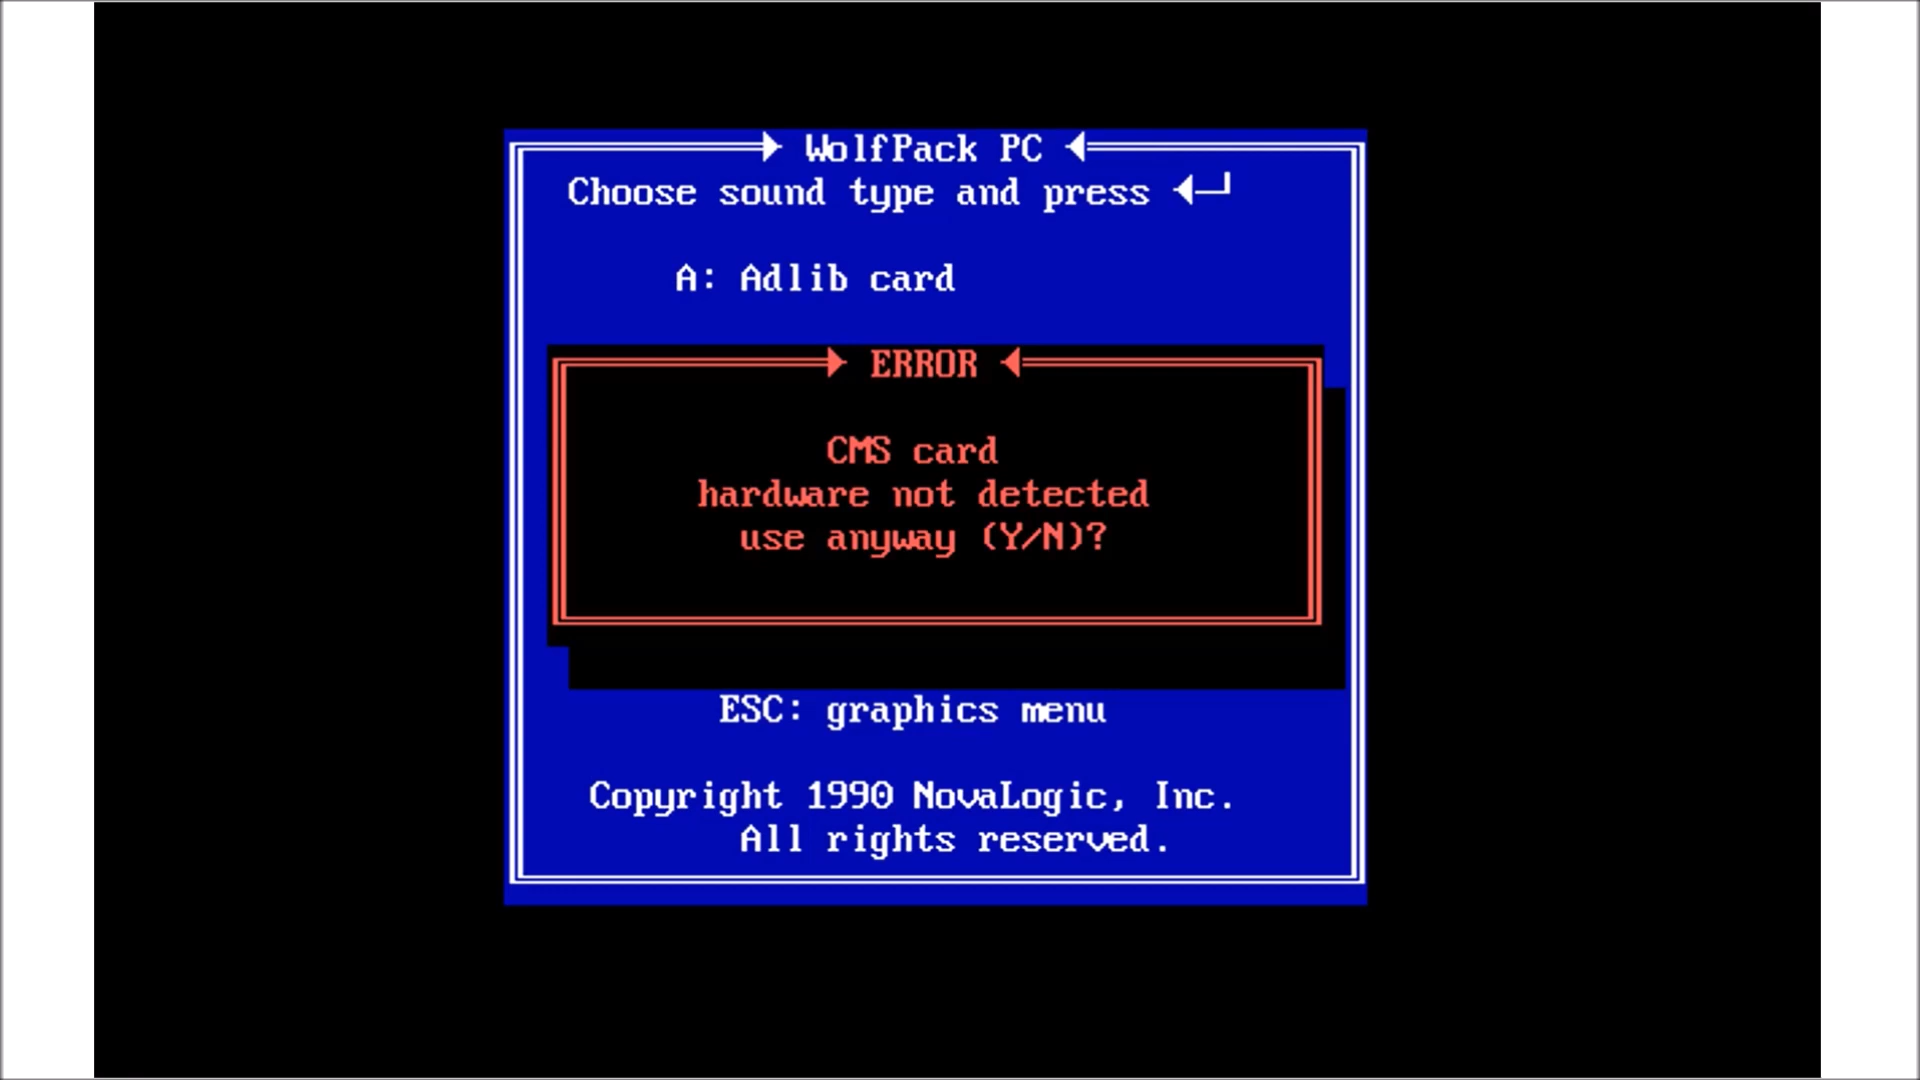 WolfPack PC
Choose sound type and press
A: Adlib card
ERROR
CMS card
hardware not detected
use anyway (Y/N)?
ESC: graphics menu
Copyright 1990 NovaLogic, Inc.
All rights reserved.